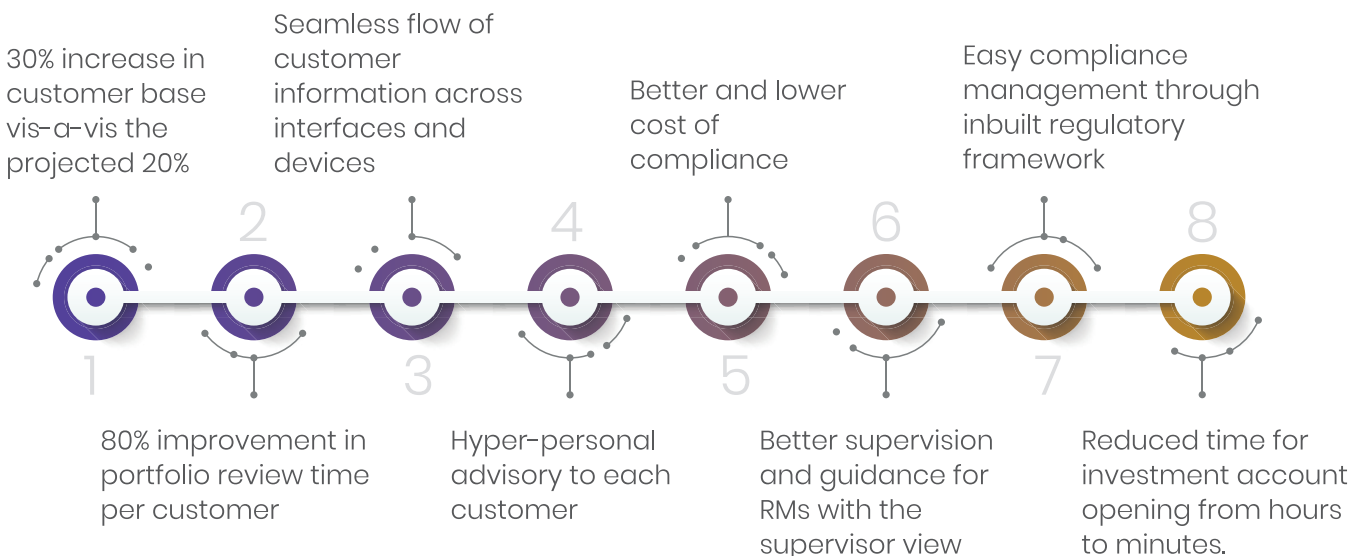 30% increase in
customer base
vis-a-vis the
projected 20%
1
2
80% improvement in
portfolio review time
per customer
Seamless flow of
customer
information across
interfaces and
devices
3
4
Hyper-personal
advisory to each
customer
Better and lower
cost of
compliance
5
6
Better supervision
and guidance for
RMs with the
supervisor view
Easy compliance
management through
inbuilt regulatory
framework
7
8
Reduced time for
investment account
opening from hours
to minutes.